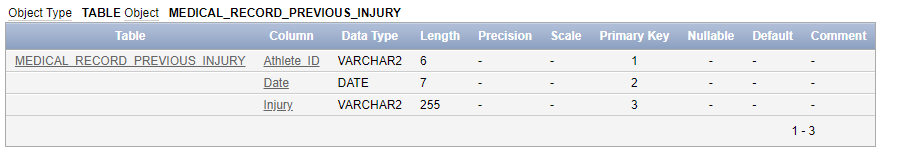 Object Type TABLE Object MEDICAL_RECORD_PREVIOUS_INJURY
Table Column Data Type Length Precision Scale Primary Key Nullable Default Comment
MEDICAL_RECORD_PREVIOUS_INJURY Athlete_ID VARCHAR2 6 - - 1 - - -
Date DATE 7 - - 2 - - -
Injury VARCHAR2 255 - - 3 - - -
1 - 3